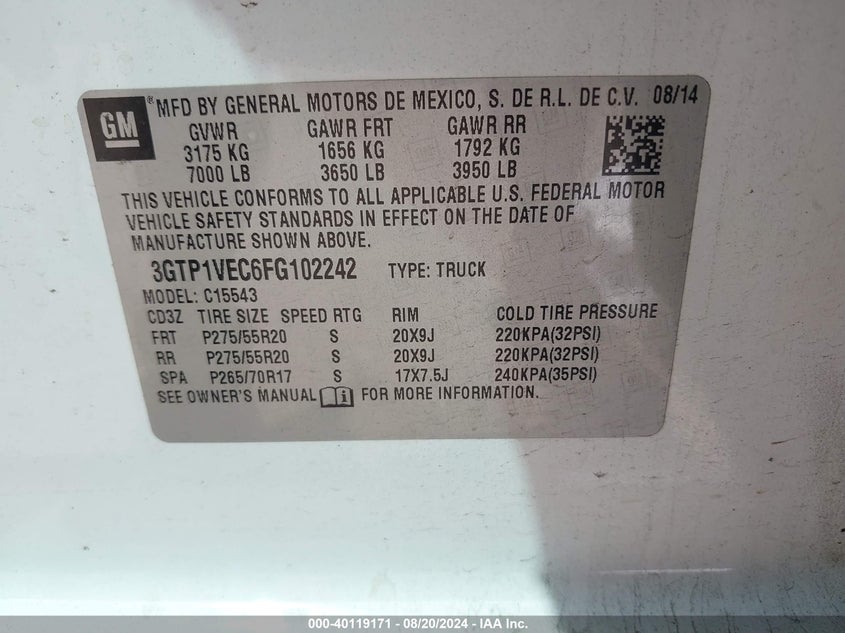 GM ® MFD BY GENERAL MOTORS DE MEXICO, S. DE R.L. DE C.V. 08/14
GVWR GAWR FRT GAWR RR
3175 KG 1656 KG 1792 KG
7000 LB 3650 LB 3950 LB
THIS VEHICLE CONFORMS TO ALL APPLICABLE U.S. FEDERAL MOTOR
VEHICLE SAFETY STANDARDS IN EFFECT ON THE DATE OF
MANUFACTURE SHOWN ABOVE.
3GTP1VEC6FG102242 TYPE: TRUCK
MODEL: C15543
CD3Z TIRE SIZE SPEED RTG RIM COLD TIRE PRESSURE
FRT P275/55R20 S 20X9J 220KPA(32PSI)
RR P275/55R20 S 20X9J 220KPA(32PSI)
SPA P265/70R17 S 17X7.5J 240KPA(35PSI)
SEE OWNER'S MANUAL i FOR MORE INFORMATION.
000-40119171 - 08/20/2024 - IAA Inc.